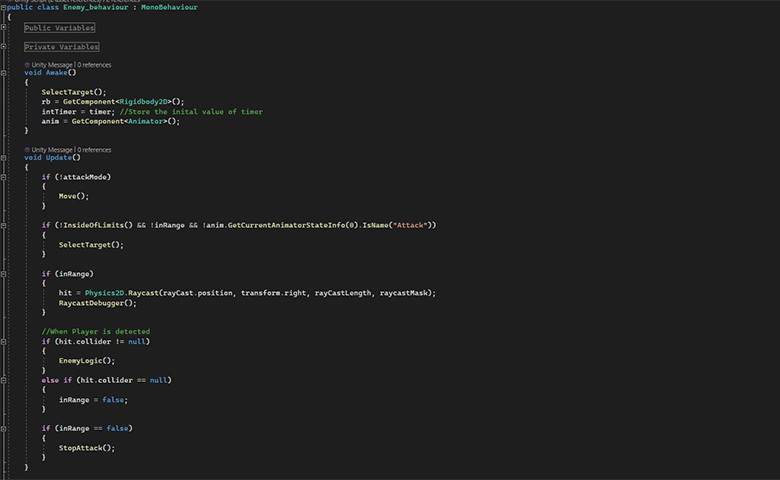 public class Enemy_behaviour : MonoBehaviour
{
Public Variables
Private Variables
Unity Message | 0 references
void Awake()
{
SelectTarget();
rb = GetComponent<Rigidbody2D>();
intTimer = timer; //Store the inital value of timer
anim = GetComponent<Animator>();
}
Unity Message | 0 references
void Update()
{
if (!attackMode)
{
Move();
}
if (!InsideOfLimits() && !inRange && !anim.GetCurrentAnimatorStateInfo(0).IsName("Attack"))
{
SelectTarget();
}
if (inRange)
{
hit = Physics2D.Raycast(rayCast.position, transform.right, rayCastLength, raycastMask);
RaycastDebugger();
}
//When Player is detected
if (hit.collider != null)
{
EnemyLogic();
}
else if (hit.collider == null)
{
inRange = false;
}
if (inRange == false)
{
StopAttack();
}
}